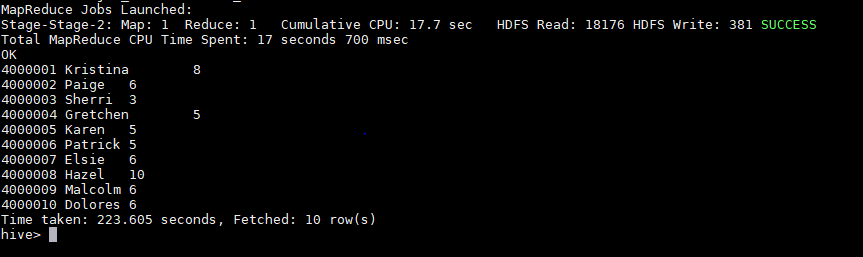 MapReduce Jobs Launched:
Stage-Stage-2: Map: 1  Reduce: 1   Cumulative CPU: 17.7 sec   HDFS Read: 18176 HDFS Write: 381 SUCCESS
Total MapReduce CPU Time Spent: 17 seconds 700 msec
OK
4000001 Kristina        8
4000002 Paige   6
4000003 Sherri  3
4000004 Gretchen        5
4000005 Karen   5
4000006 Patrick 5
4000007 Elsie   6
4000008 Hazel   10
4000009 Malcolm 6
4000010 Dolores 6
Time taken: 223.605 seconds, Fetched: 10 row(s)
hive>